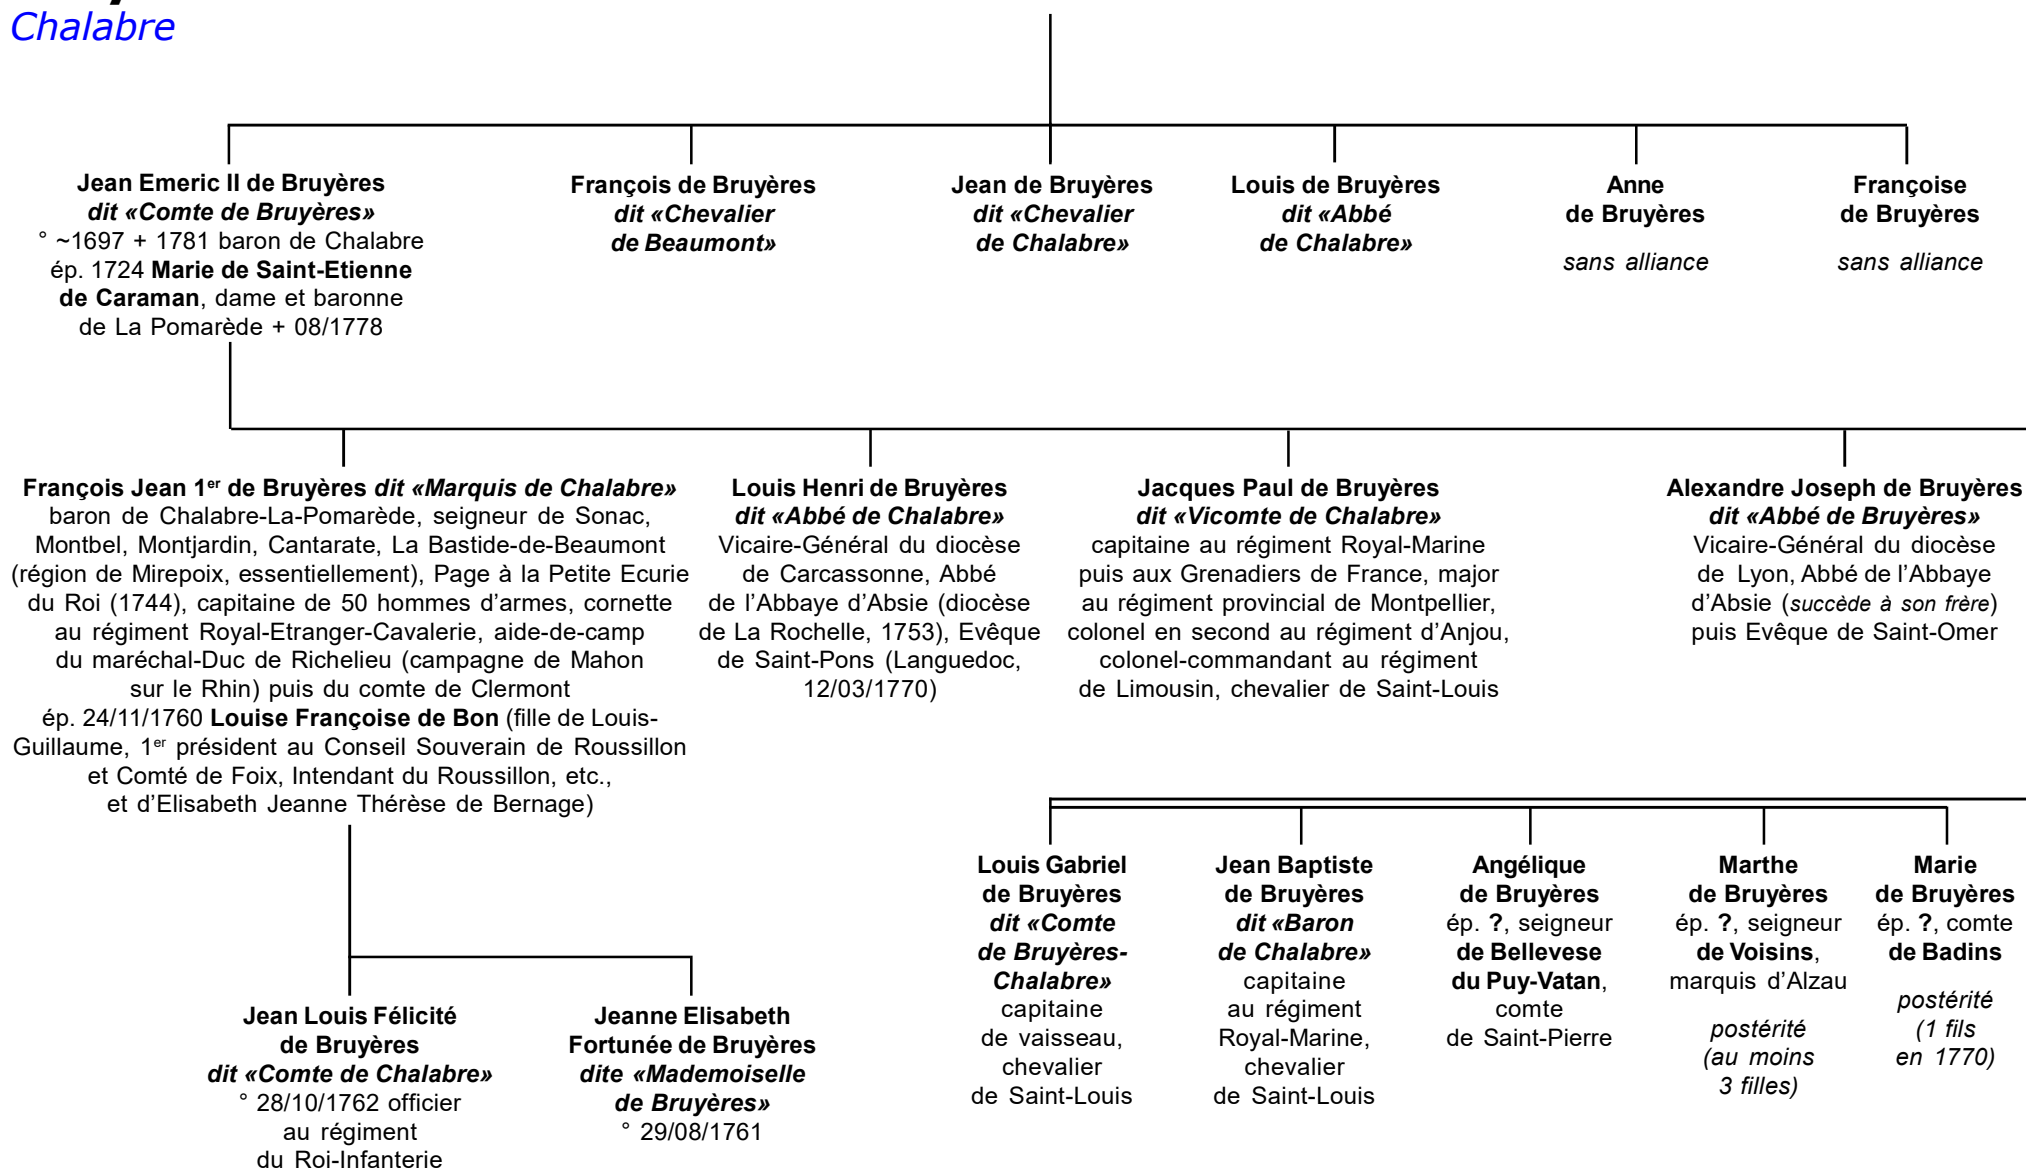 Chalabre
Jean Emeric II de Bruyères
dit «Comte de Bruyères»
° ~1697 + 1781 baron de Chalabre
ép. 1724 Marie de Saint-Etienne
de Caraman, dame et baronne
de La Pomarède + 08/1778
François de Bruyères
dit «Chevalier
de Beaumont»
Jean de Bruyères
dit «Chevalier
de Chalabre»
Louis de Bruyères
dit «Abbé
de Chalabre»
Anne
de Bruyères
sans alliance
Françoise
de Bruyères
sans alliance
François Jean 1er de Bruyères dit «Marquis de Chalabre»
baron de Chalabre-La-Pomarède, seigneur de Sonac,
Montbel, Montjardin, Cantarate, La Bastide-de-Beaumont
(région de Mirepoix, essentiellement), Page à la Petite Ecurie
du Roi (1744), capitaine de 50 hommes d'armes, cornette
au régiment Royal-Etranger-Cavalerie, aide-de-camp
du maréchal-Duc de Richelieu (campagne de Mahon
sur le Rhin) puis du comte de Clermont
ép. 24/11/1760 Louise Françoise de Bon (fille de Louis-
Guillaume, 1er président au Conseil Souverain de Roussillon
et Comté de Foix, Intendant du Roussillon, etc.,
et d'Elisabeth Jeanne Thérèse de Bernage)
Louis Henri de Bruyères
dit «Abbé de Chalabre»
Vicaire-Général du diocèse
de Carcassonne, Abbé
de l'Abbaye d'Absie (diocèse
de La Rochelle, 1753), Evêque
de Saint-Pons (Languedoc,
12/03/1770)
Jacques Paul de Bruyères
dit «Vicomte de Chalabre»
capitaine au régiment Royal-Marine
puis aux Grenadiers de France, major
au régiment provincial de Montpellier,
colonel en second au régiment d'Anjou,
colonel-commandant au régiment
de Limousin, chevalier de Saint-Louis
Alexandre Joseph de Bruyères
dit «Abbé de Bruyères»
Vicaire-Général du diocèse
de Lyon, Abbé de l'Abbaye
d'Absie (succède à son frère)
puis Evêque de Saint-Omer
Louis Gabriel
de Bruyères
dit «Comte
de Bruyères-
Chalabre»
capitaine
de vaisseau,
chevalier
de Saint-Louis
Jean Baptiste
de Bruyères
dit «Baron
de Chalabre»
capitaine
au régiment
Royal-Marine,
chevalier
de Saint-Louis
Angélique
de Bruyères
ép. ?, seigneur
de Bellevese
du Puy-Vatan,
comte
de Saint-Pierre
Marthe
de Bruyères
ép. ?, seigneur
de Voisins,
marquis d'Alzau
postérité
(au moins
3 filles)
Marie
de Bruyères
ép. ?, comte
de Badins
postérité
(1 fils
en 1770)
Jean Louis Félicité
de Bruyères
dit «Comte de Chalabre»
° 28/10/1762 officier
au régiment
du Roi-Infanterie
Jeanne Elisabeth
Fortunée de Bruyères
dite «Mademoiselle
de Bruyères»
° 29/08/1761